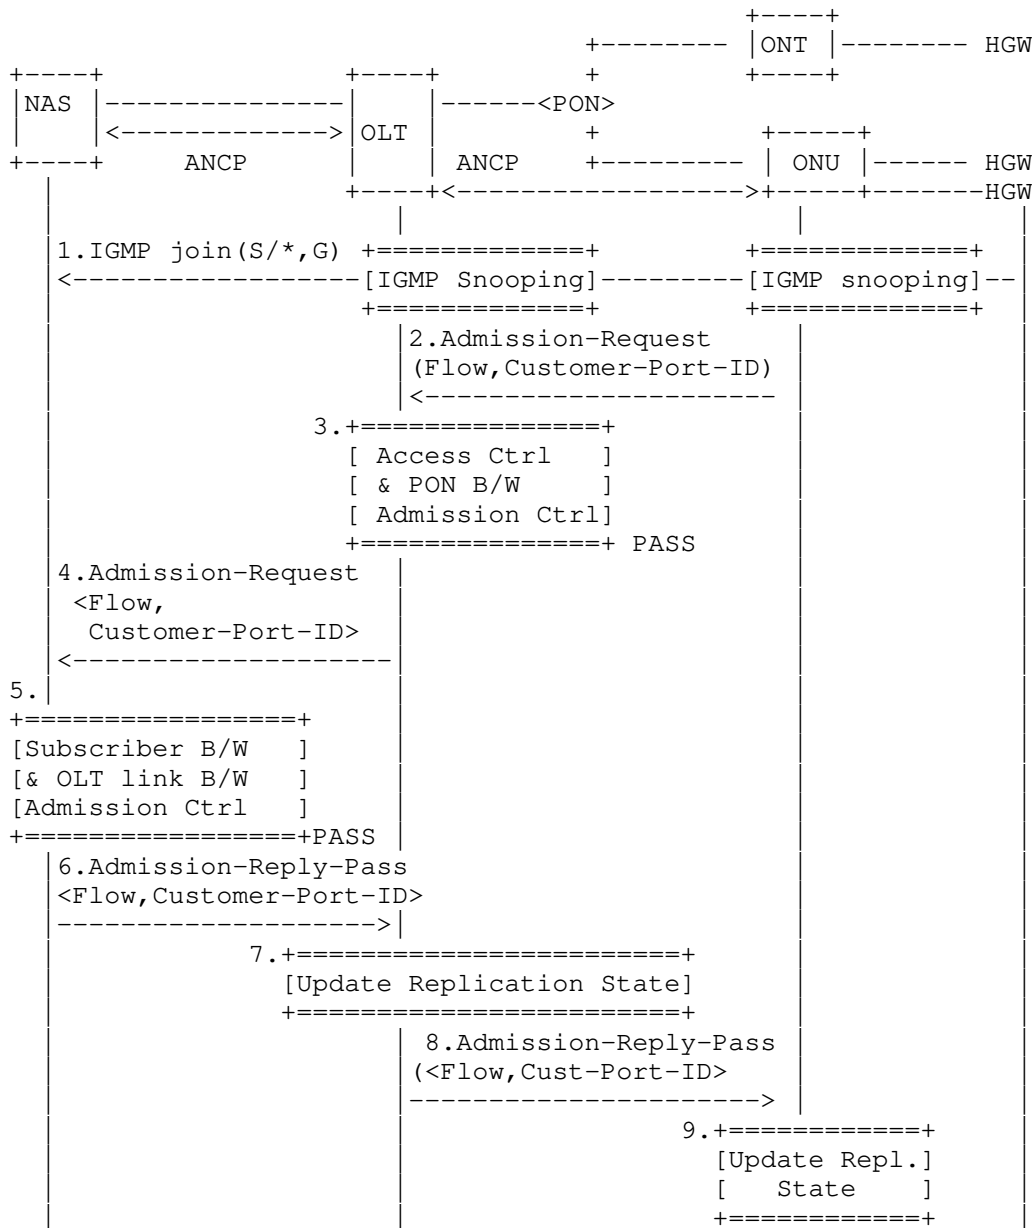 +----+
                                    +-------- |ONT |-------- HGW
+----+               +----+         +         +----+
|NAS |---------------|    |------<PON>
|    |<------------->|OLT |         +          +-----+
+----+     ANCP      |    | ANCP    +--------- | ONU |------ HGW
  |                  +----+<------------------>+-----+-------HGW
  |                     |                        |             |
  |1.IGMP join(S/*,G) +=============+         +=============+  |
  |<------------------[IGMP Snooping]---------[IGMP snooping]--|
  |                   +=============+         +=============+  |
  |                     |2.Admission-Request     |             |
  |                     |(Flow,Customer-Port-ID) |             |
  |                     |<---------------------- |             |
  |                3.+===============+           |             |
  |                  [ Access Ctrl   ]           |             |
  |                  [ & PON B/W     ]           |             |
  |                  [ Admission Ctrl]           |             |
  |                  +===============+ PASS      |             |
  |4.Admission-Request  |                        |             |
  | <Flow,              |                        |             |
  |  Customer-Port-ID>  |                        |             |
  |<--------------------|                        |             |
5.|                     |                        |             |
+=================+     |                        |             |
[Subscriber B/W   ]     |                        |             |
[& OLT link B/W   ]     |                        |             |
[Admission Ctrl   ]     |                        |             |
+=================+PASS |                        |             |
  |6.Admission-Reply-Pass                        |             |
  |<Flow,Customer-Port-ID>                       |             |
  |-------------------->|                        |             |
  |            7.+========================+      |             |
  |              [Update Replication State]      |             |
  |              +========================+      |             |
  |                     | 8.Admission-Reply-Pass |             |
  |                     |(<Flow,Cust-Port-ID>    |             |
  |                     |----------------------> |             |
  |                     |                 9.+============+     |
  |                     |                   [Update Repl.]     |
  |                     |                   [   State    ]     |
  |                     |                   +============+     |